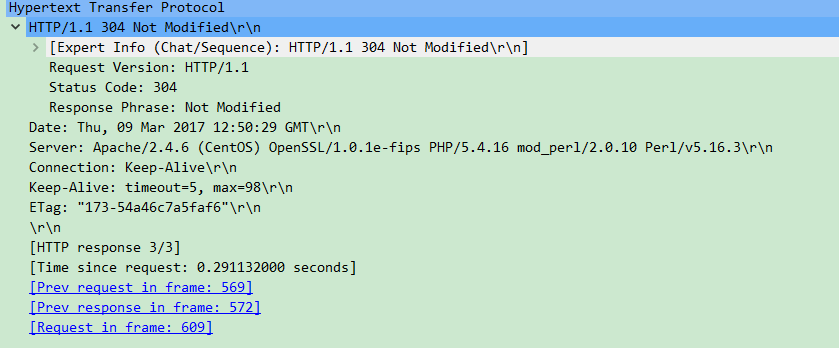 Hypertext Transfer Protocol
HTTP/1.1 304 Not Modified\r\n
[Expert Info (Chat/Sequence): HTTP/1.1 304 Not Modified\r\n]
Request Version: HTTP/1.1
Status Code: 304
Response Phrase: Not Modified
Date: Thu, 09 Mar 2017 12:50:29 GMT\r\n
Server: Apache/2.4.6 (CentOS) OpenSSL/1.0.1e-fips PHP/5.4.16 mod_perl/2.0.10 Perl/v5.16.3\r\n
Connection: Keep-Alive\r\n
Keep-Alive: timeout=5, max=98\r\n
ETag: "173-54a46c7a5faf6"\r\n
\r\n
[HTTP response 3/3]
[Time since request: 0.291132000 seconds]
[Prev request in frame: 569]
[Prev response in frame: 572]
[Request in frame: 609]